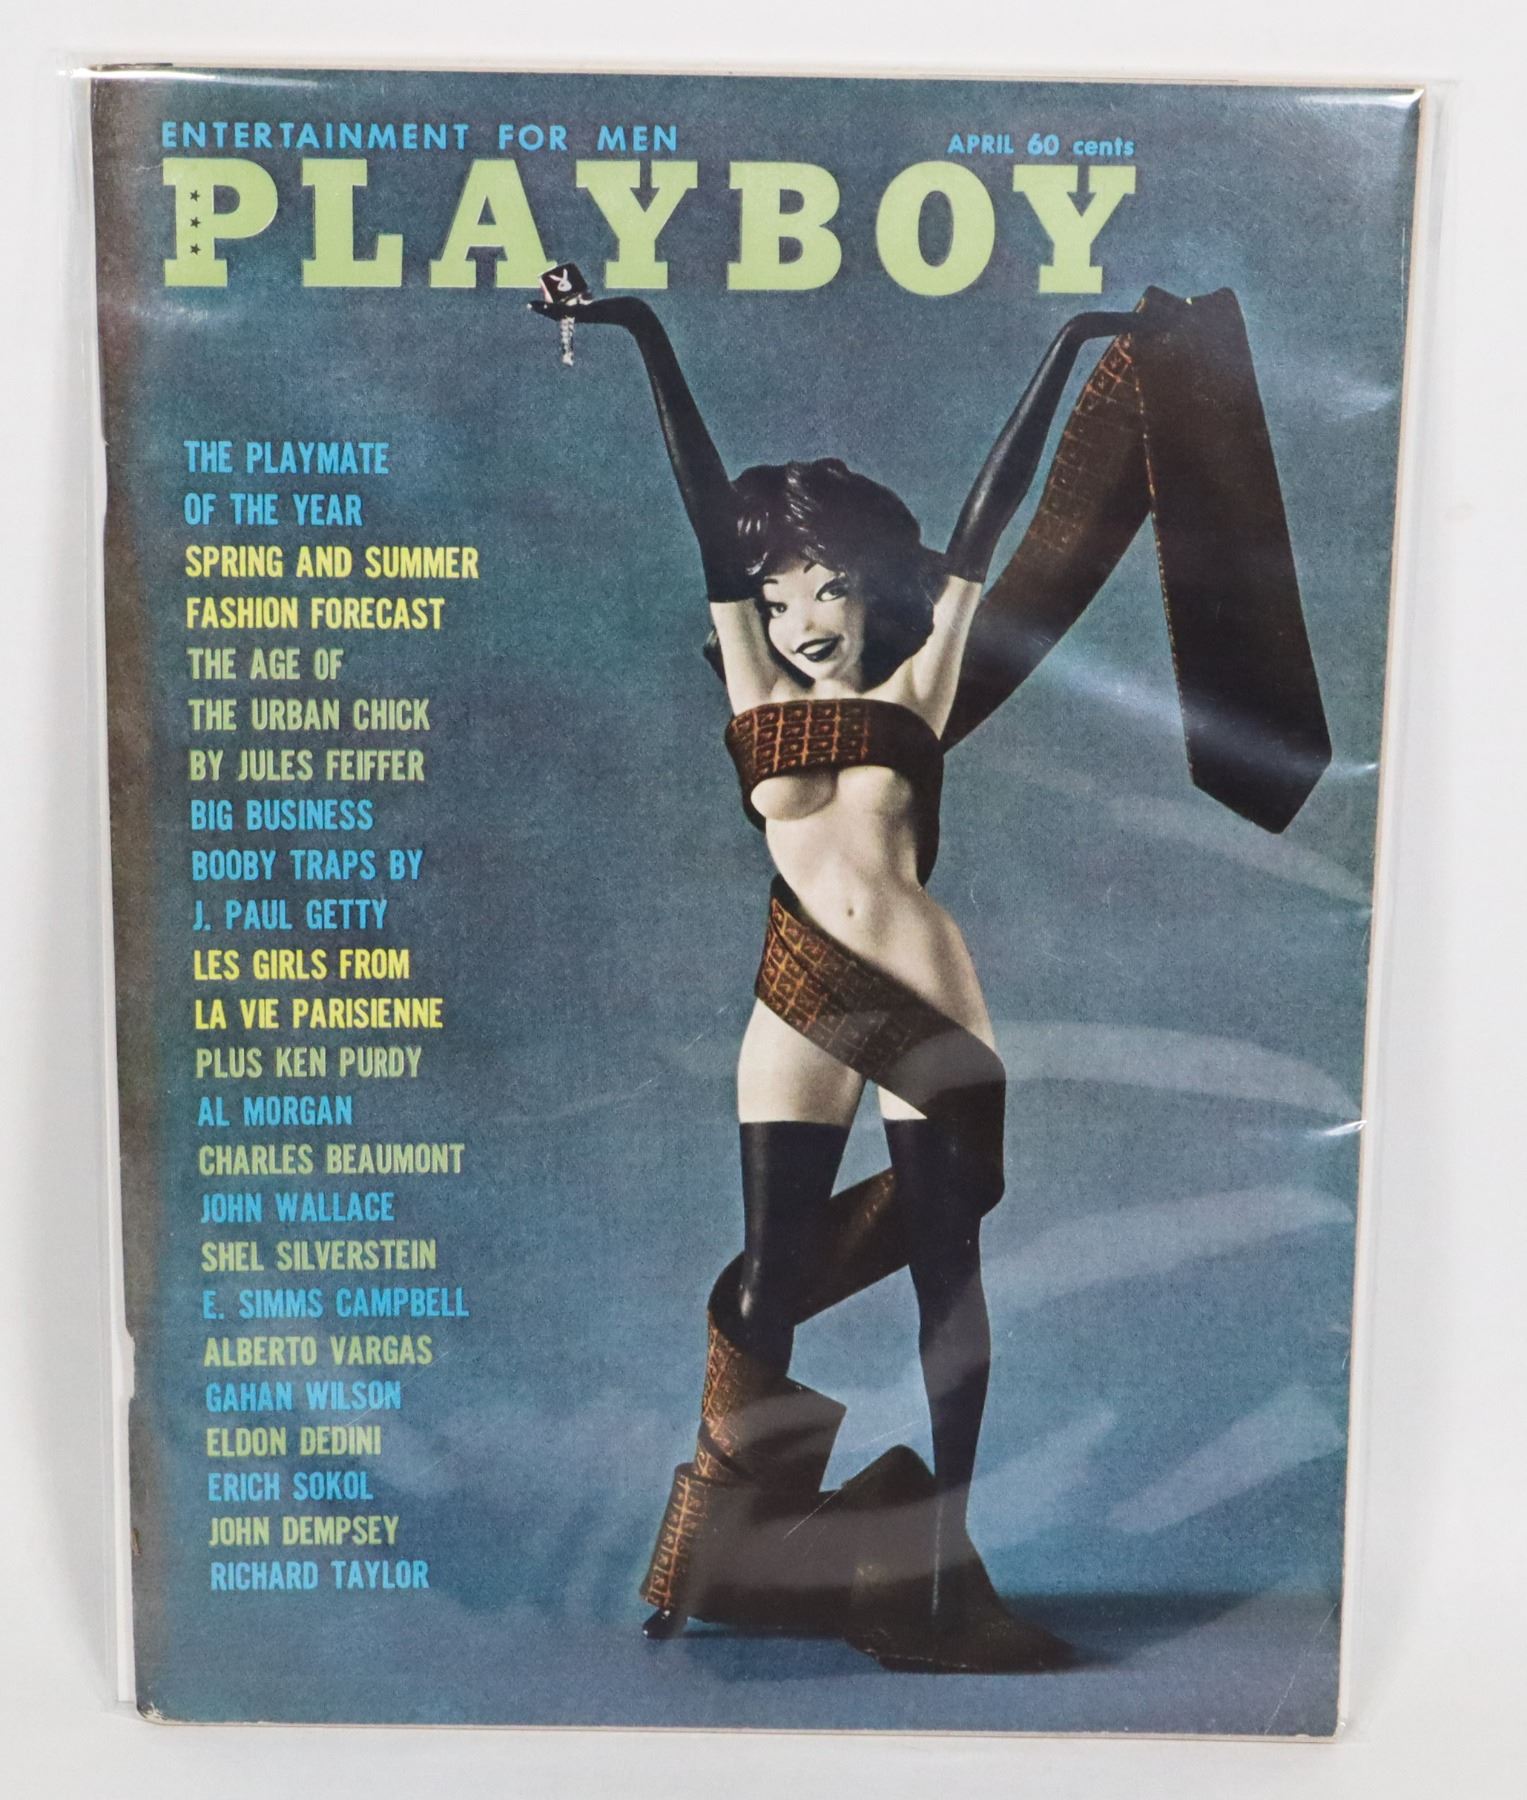 ENTERTAINMENT FOR MEN
APRIL 60 cents
PLAYBOY
THE PLAYMATE
OF THE YEAR
SPRING AND SUMMER
FASHION FORECAST
THE AGE OF
THE URBAN CHICK
BY JULES FEIFFER
BIG BUSINESS
BOOBY TRAPS BY
J. PAUL GETTY
LES GIRLS FROM
LA VIE PARISIENNE
PLUS KEN PURDY
AL MORGAN
CHARLES BEAUMONT
JOHN WALLACE
SHEL SILVERSTEIN
E. SIMMS CAMPBELL
ALBERTO VARGAS
GAHAN WILSON
ELDON DEDINI
ERICH SOKOL
JOHN DEMPSEY
RICHARD TAYLOR